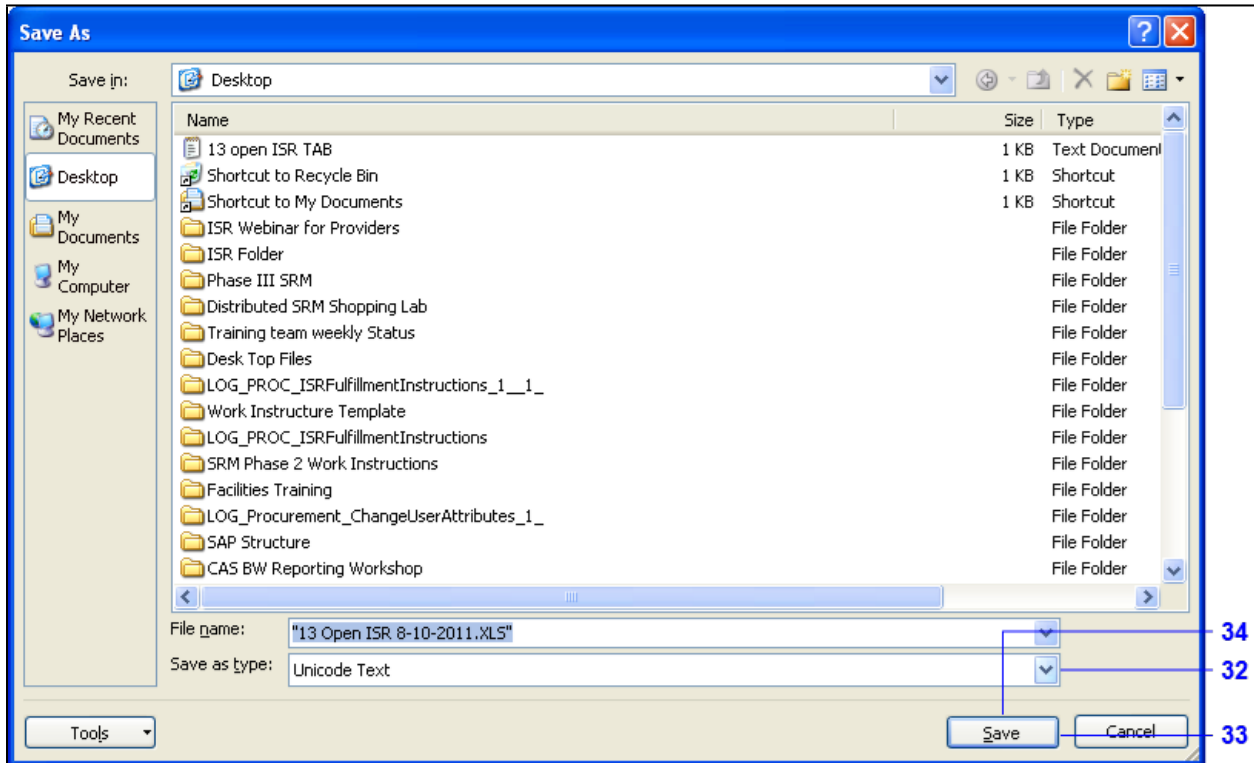 Save As
Save in:
Desktop
My Recent
Documents
Desktop
My
Documents
My
Computer
My Network
Places
Name Size Type
13 open ISR TAB 1 KB Text Document
Shortcut to Recycle Bin 1 KB Shortcut
Shortcut to My Documents 1 KB Shortcut
ISR Webinar for Providers File Folder
ISR Folder File Folder
Phase III SRM File Folder
Distributed SRM Shopping Lab File Folder
Training team weekly Status File Folder
Desk Top Files File Folder
LOG_PROC_ISRFulfillmentInstructions_1__1_ File Folder
Work Instructure Template File Folder
LOG_PROC_ISRFulfillmentInstructions File Folder
SRM Phase 2 Work Instructions File Folder
Facilities Training File Folder
LOG_Procurement_ChangeUserAttributes_1_ File Folder
SAP Structure File Folder
CAS BW Reporting Workshop File Folder
File name: "13 Open ISR 8-10-2011.XLS" 34
Save as type: Unicode Text 32
Tools Save Cancel 33